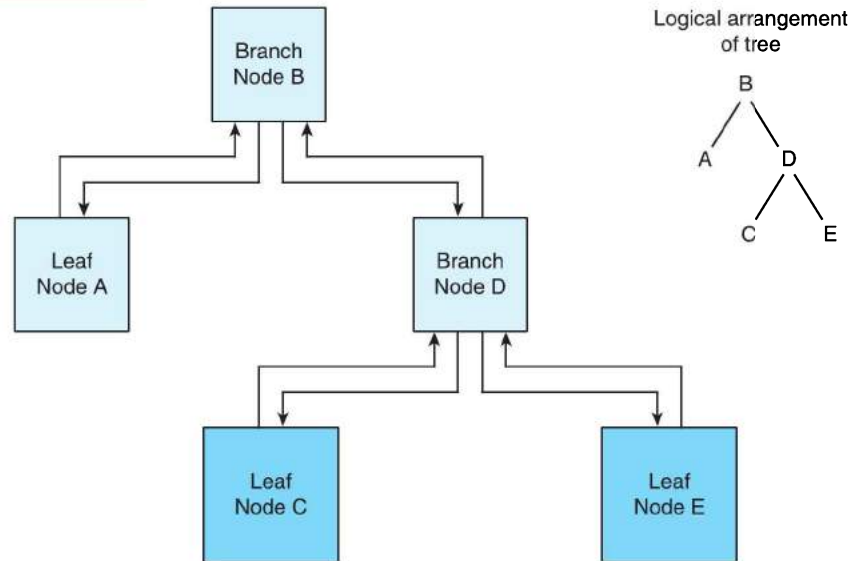 Branch
Node B
Logical arrangement
of tree
B
A
D
C
E
Leaf
Node A
Branch
Node D
Leaf
Node C
Leaf
Node E